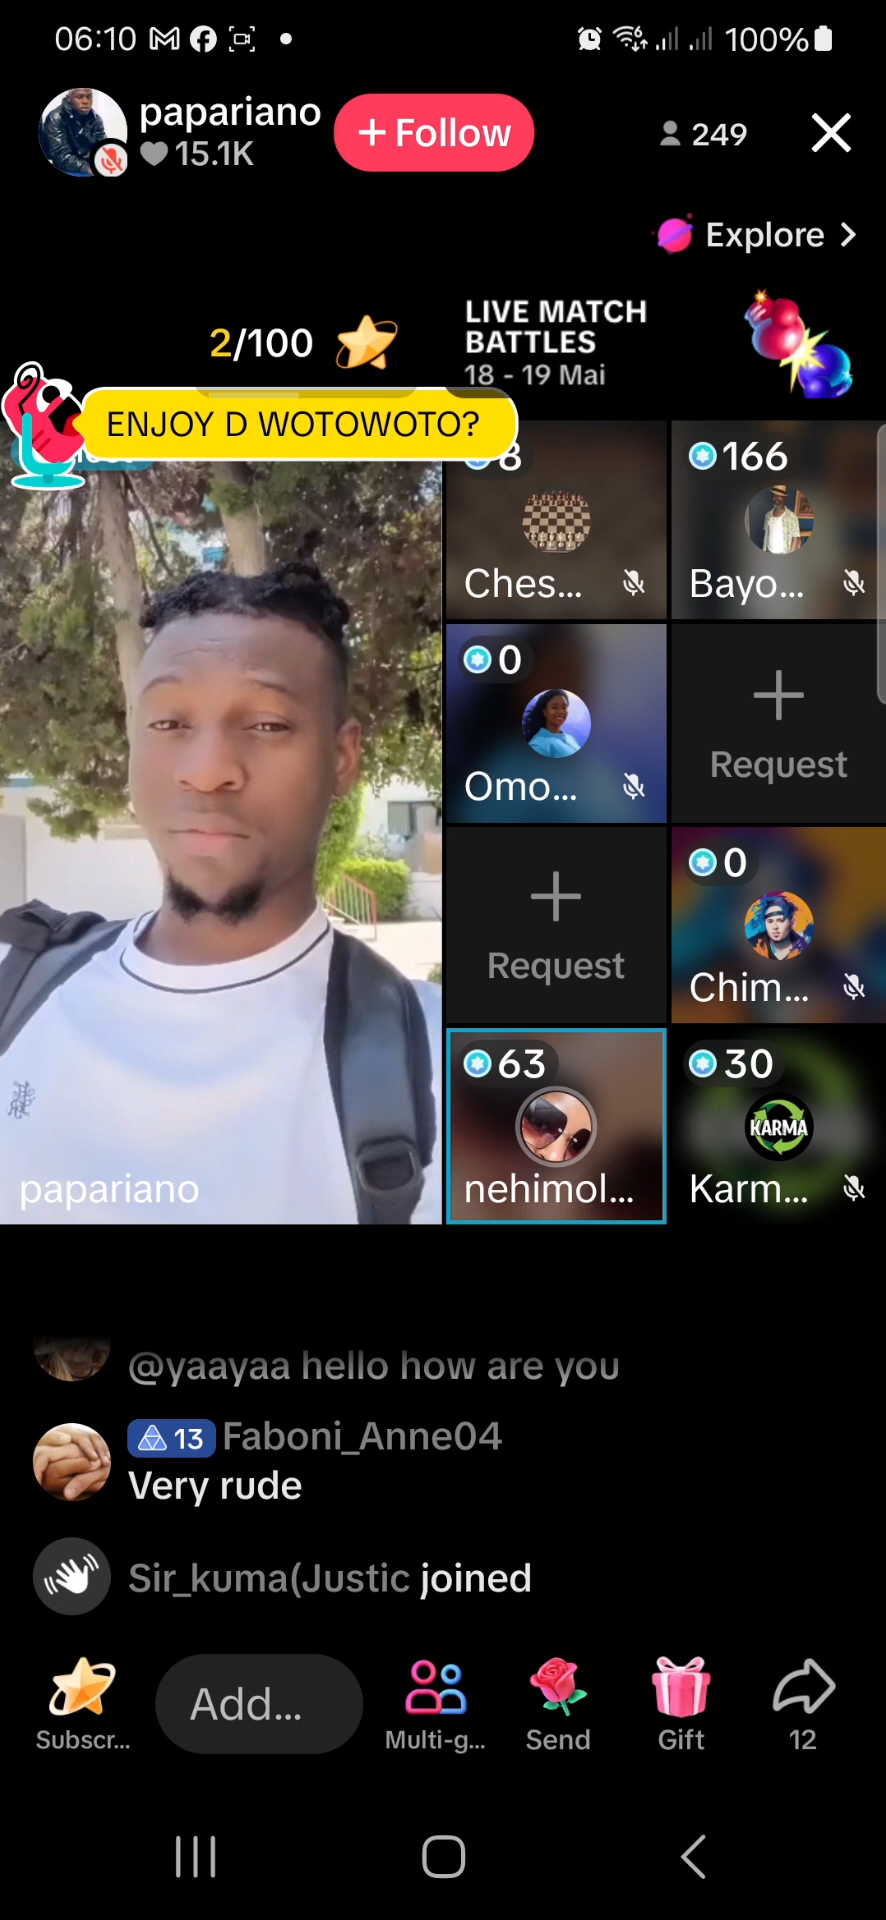 06:10
100%
papariano
15.1K
+ Follow
249
Explore >
2/100
LIVE MATCH
BATTLES
18 - 19 Mai
ENJOY D WOTOWOTO?
8
Ches...
166
Bayo...
0
Omo...
Request
Request
0
Chim...
63
nehimol...
30
KARMA
Karm...
papariano
@yaayaa hello how are you
13 Faboni_Anne04
Very rude
Sir_kuma(Justic joined
Add...
Subscr...
Multi-g...
Send
Gift
12